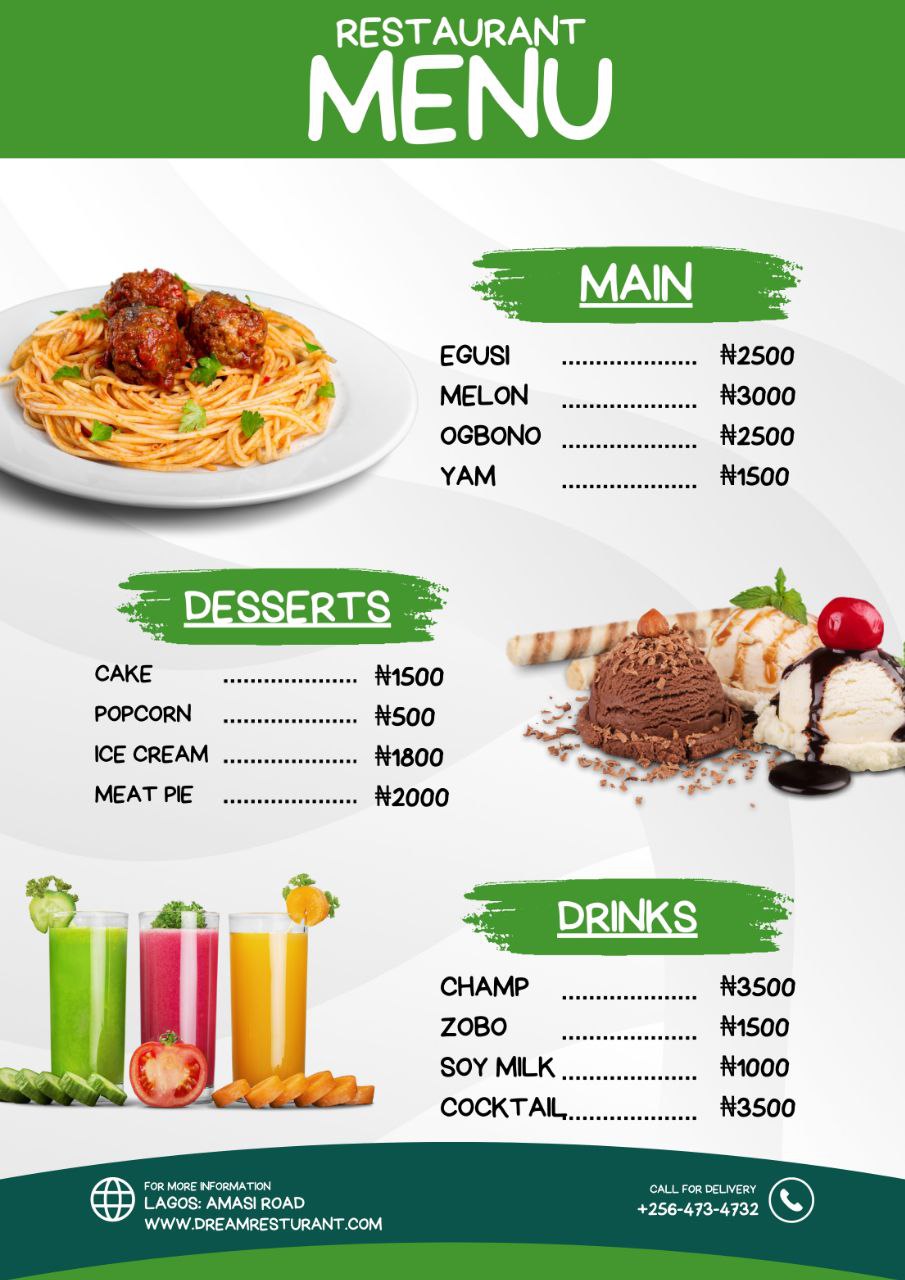 RESTAURANT
MENU
MAIN
EGUSI ..................... ₦2500
MELON ..................... ₦3000
OGBONO ..................... ₦2500
YAM ..................... ₦1500
DESSERTS
CAKE ..................... ₦1500
POPCORN ..................... ₦500
ICE CREAM ..................... ₦1800
MEAT PIE ..................... ₦2000
DRINKS
CHAMP ..................... ₦3500
ZOBO ..................... ₦1500
SOY MILK ..................... ₦1000
COCKTAIL ..................... ₦3500
FOR MORE INFORMATION
LAGOS: AMASI ROAD
WWW.DREAMRESTURANT.COM
CALL FOR DELIVERY
+256-473-4732